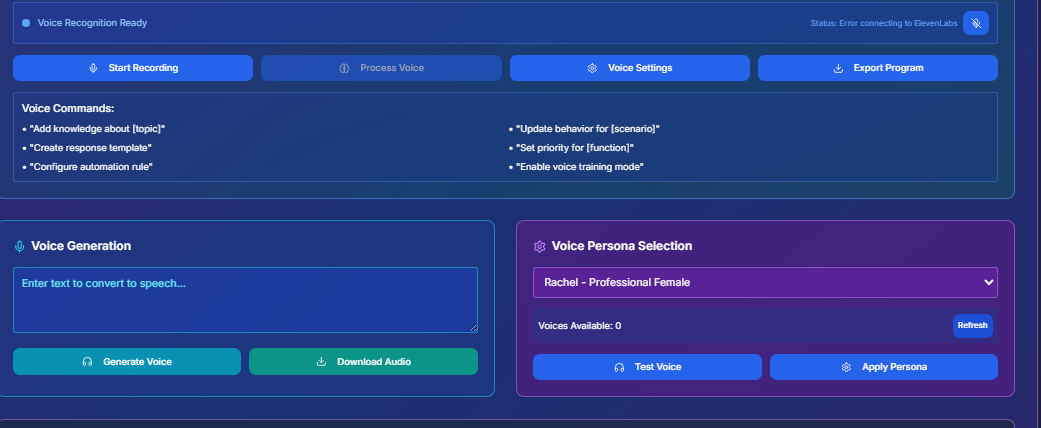 Voice Recognition Ready
Status: Error connecting to ElevenLabs
Start Recording
Process Voice
Voice Settings
Export Program
Voice Commands:
• "Add knowledge about [topic]"
• "Update behavior for [scenario]"
• "Create response template"
• "Set priority for [function]"
• "Configure automation rule"
• "Enable voice training mode"
Voice Generation
Enter text to convert to speech...
Generate Voice
Download Audio
Voice Persona Selection
Rachel - Professional Female
Voices Available: 0
Refresh
Test Voice
Apply Persona